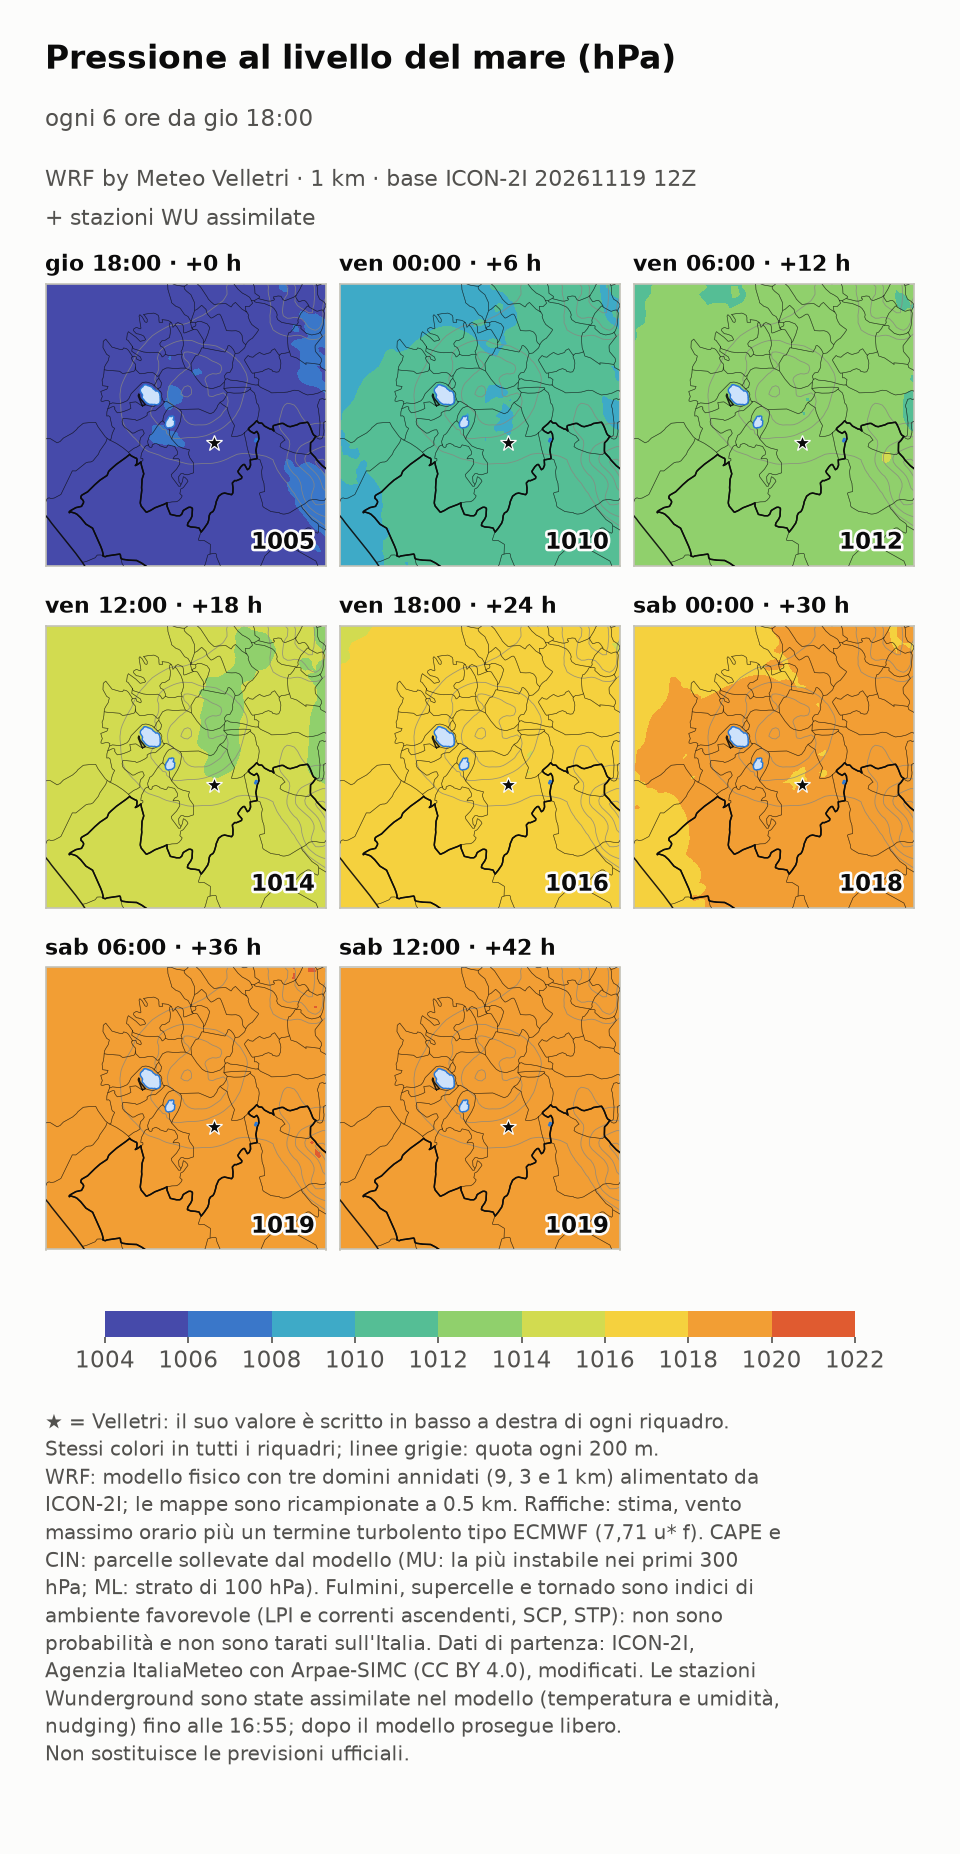 Pressione al livello del mare (hPa)
ogni 6 ore da gio 18:00
WRF by Meteo Velletri · 1 km · base ICON-2I 20261119 12Z
+ stazioni WU assimilate
gio 18:00 · +0 h
ven 00:00 · +6 h
ven 06:00 · +12 h
1005
1010
1012
ven 12:00 · +18 h
ven 18:00 · +24 h
sab 00:00 · +30 h
1014
1016
1018
sab 06:00 · +36 h
sab 12:00 · +42 h
1019
1019
1004 1006 1008 1010 1012 1014 1016 1018 1020 1022
★ = Velletri: il suo valore è scritto in basso a destra di ogni riquadro.
Stessi colori in tutti i riquadri; linee grigie: quota ogni 200 m.
WRF: modello fisico con tre domini annidati (9, 3 e 1 km) alimentato da
ICON-2I; le mappe sono ricampionate a 0.5 km. Raffiche: stima, vento
massimo orario più un termine turbolento tipo ECMWF (7,71 u* f). CAPE e
CIN: parcelle sollevate dal modello (MU: la più instabile nei primi 300
hPa; ML: strato di 100 hPa). Fulmini, supercelle e tornado sono indici di
ambiente favorevole (LPI e correnti ascendenti, SCP, STP): non sono
probabilità e non sono tarati sull'Italia. Dati di partenza: ICON-2I,
Agenzia ItaliaMeteo con Arpae-SIMC (CC BY 4.0), modificati. Le stazioni
Wunderground sono state assimilate nel modello (temperatura e umidità,
nudging) fino alle 16:55; dopo il modello prosegue libero.
Non sostituisce le previsioni ufficiali.